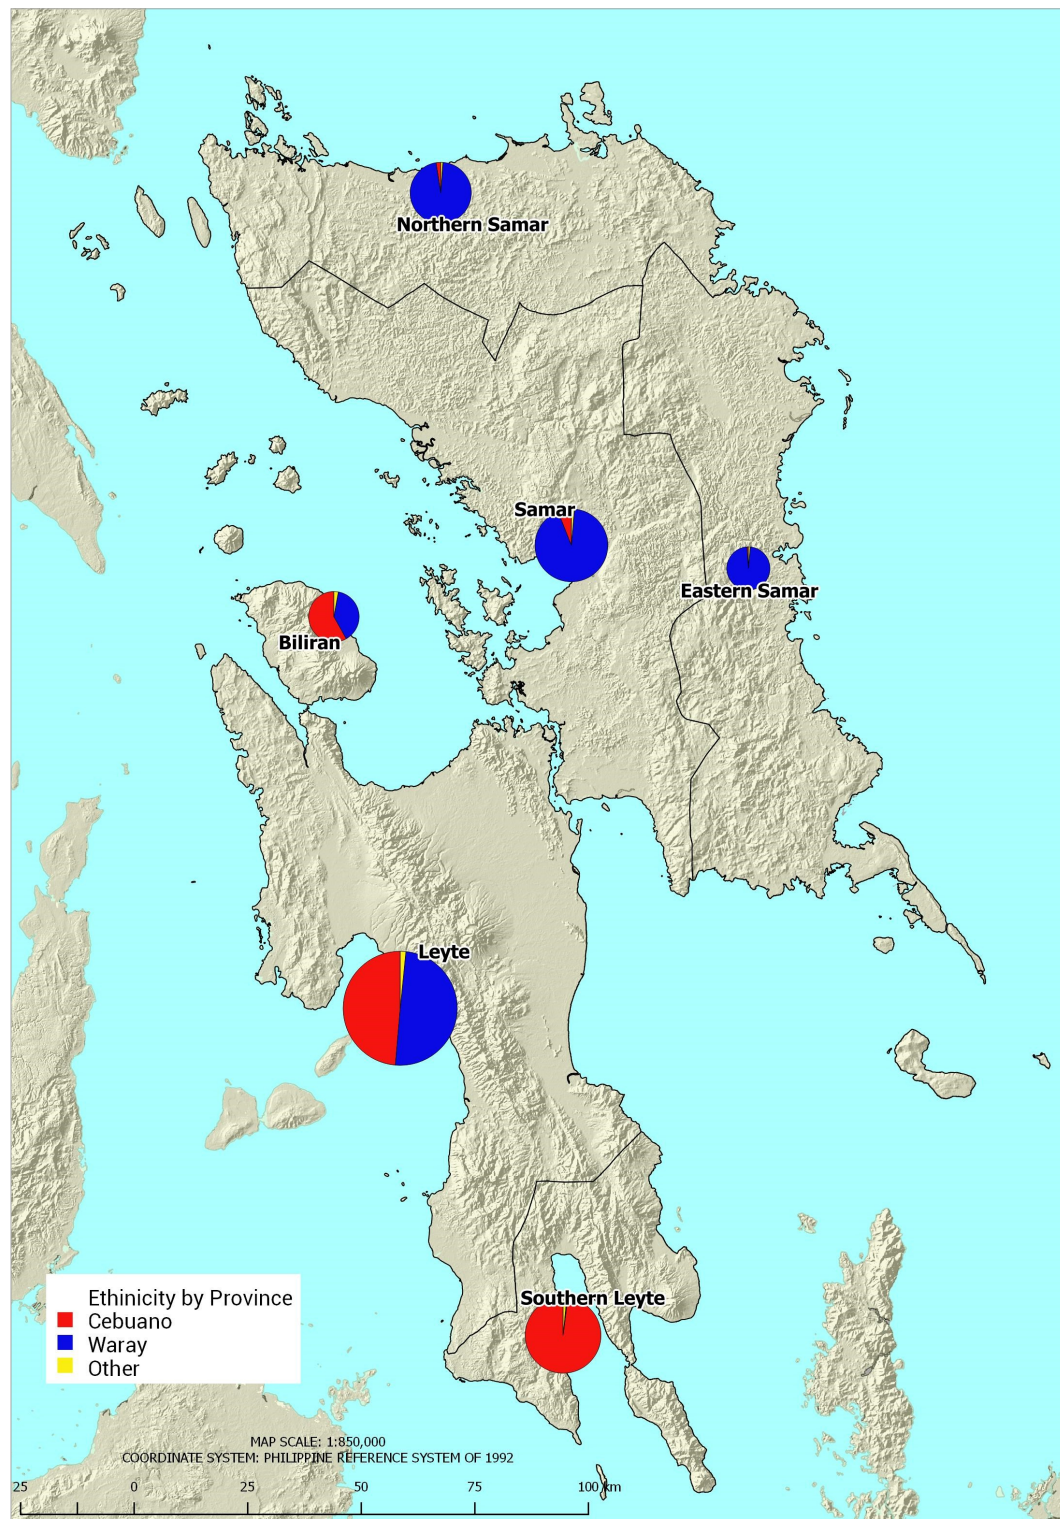 Northern Samar
Samar
Eastern Samar
Biliran
Leyte
Southern Leyte
Ethinicity by Province
Cebuano
Waray
Other
MAP SCALE: 1:850,000
COORDINATE SYSTEM: PHILIPPINE REFERENCE SYSTEM OF 1992
25 0 25 50 75 100 km